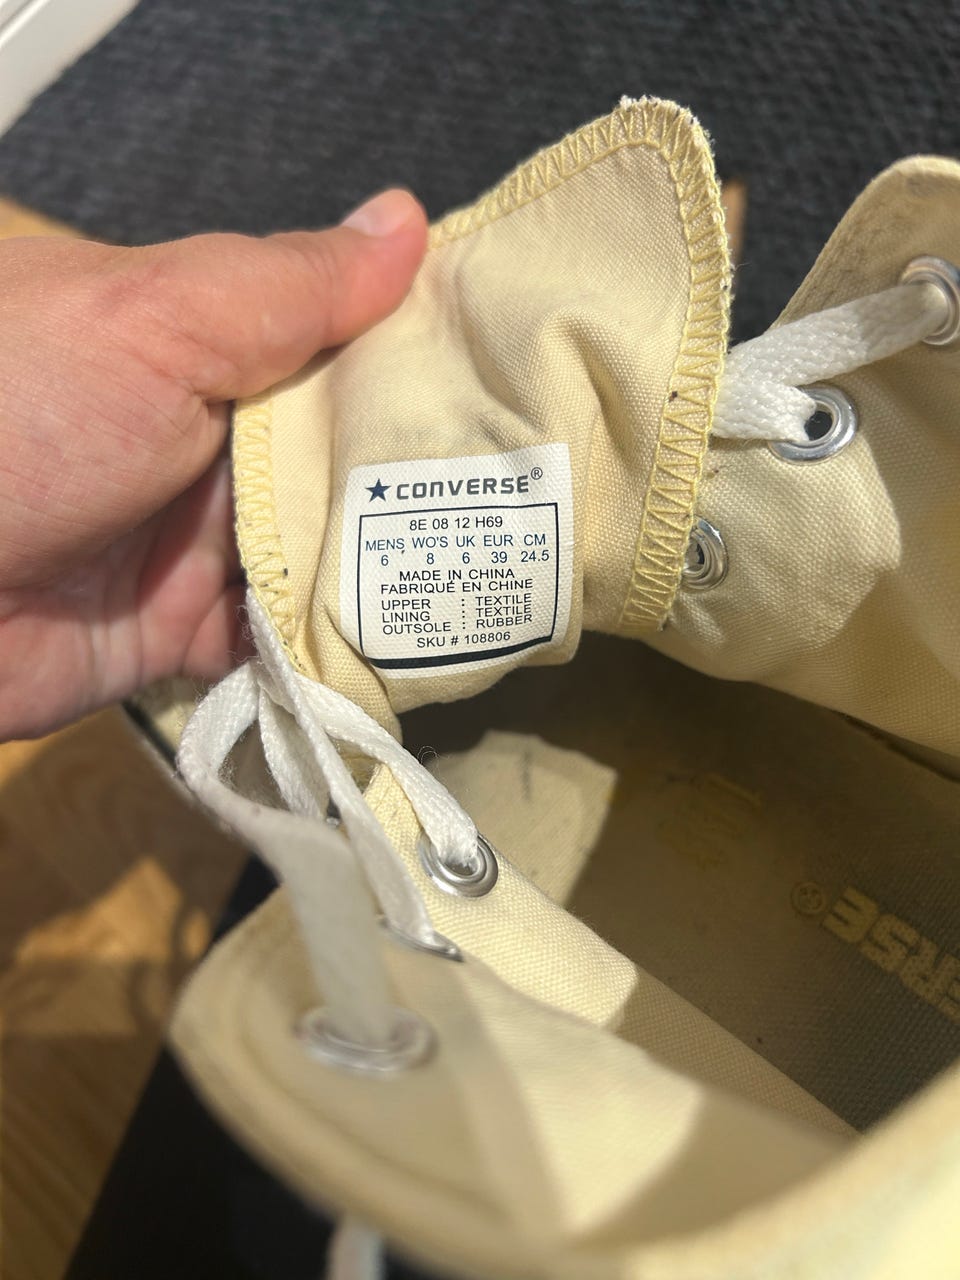 ★ CONVERSE®
8E 08 12 H69
MENS WO'S UK EUR CM
6 8 6 39 24.5
MADE IN CHINA
FABRIQUÉ EN CHINE
UPPER : TEXTILE
LINING : TEXTILE
OUTSOLE : RUBBER
SKU # 108806
ERSE®